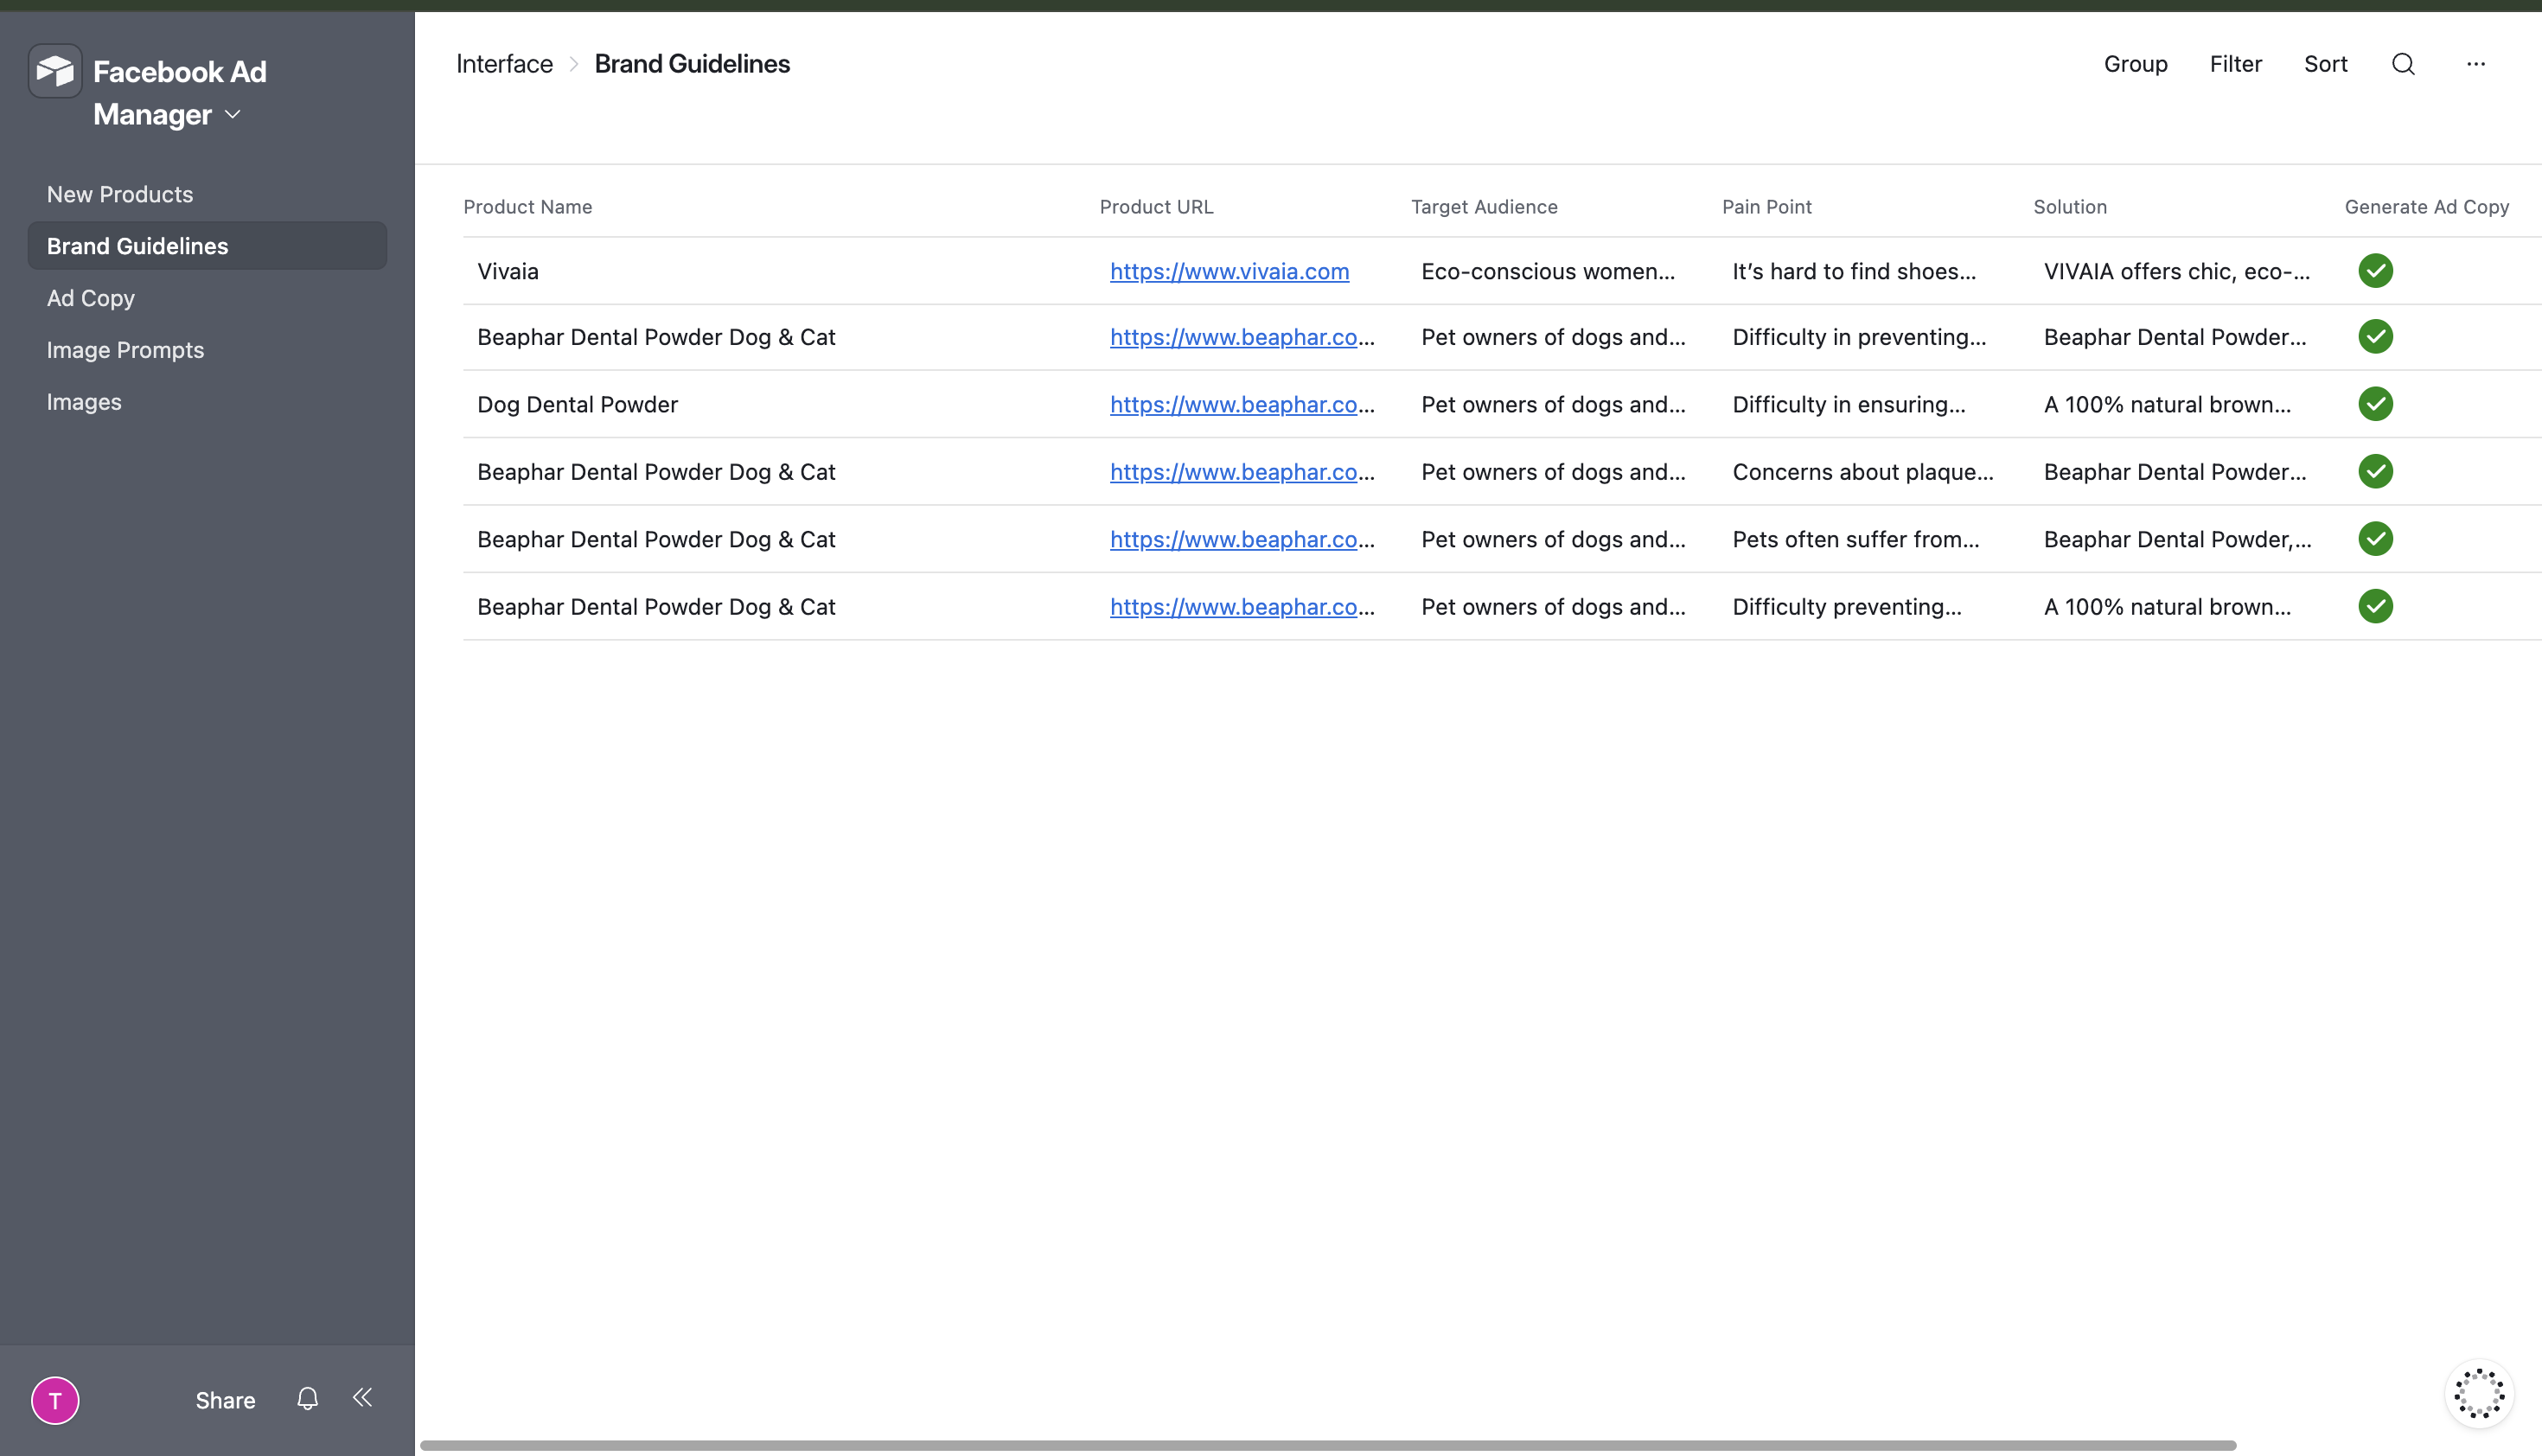 Facebook Ad
Manager
New Products
Brand Guidelines
Ad Copy
Image Prompts
Images
T
Share
Interface > Brand Guidelines
Group Filter Sort
Product Name Product URL Target Audience Pain Point Solution Generate Ad Copy
Vivaia https://www.vivaia.com Eco-conscious women... It’s hard to find shoes... VIVAIA offers chic, eco-...
Beaphar Dental Powder Dog & Cat https://www.beaphar.co... Pet owners of dogs and... Difficulty in preventing... Beaphar Dental Powder...
Dog Dental Powder https://www.beaphar.co... Pet owners of dogs and... Difficulty in ensuring... A 100% natural brown...
Beaphar Dental Powder Dog & Cat https://www.beaphar.co... Pet owners of dogs and... Concerns about plaque... Beaphar Dental Powder...
Beaphar Dental Powder Dog & Cat https://www.beaphar.co... Pet owners of dogs and... Pets often suffer from... Beaphar Dental Powder,...
Beaphar Dental Powder Dog & Cat https://www.beaphar.co... Pet owners of dogs and... Difficulty preventing... A 100% natural brown...